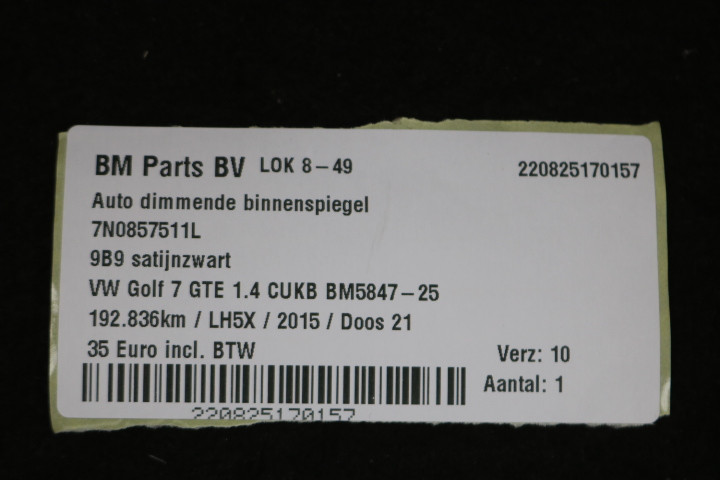 BM Parts BV LOK 8-49 220825170157
Auto dimmende binnenspiegel
7N0857511L
9B9 satijnzwart
VW Golf 7 GTE 1.4 CUKB BM5847-25
192.836km / LH5X / 2015 / Doos 21
35 Euro incl. BTW Verz: 10
Aantal: 1
220825170157